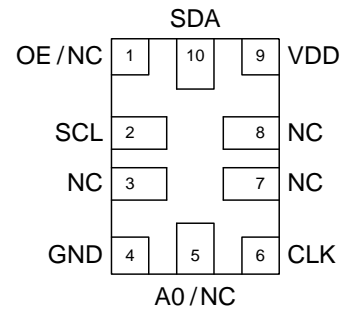 SDA
OE/NC 1 10 9 VDD
SCL 2 8 NC
NC 3 7 NC
GND 4 5 6 CLK
A0/NC